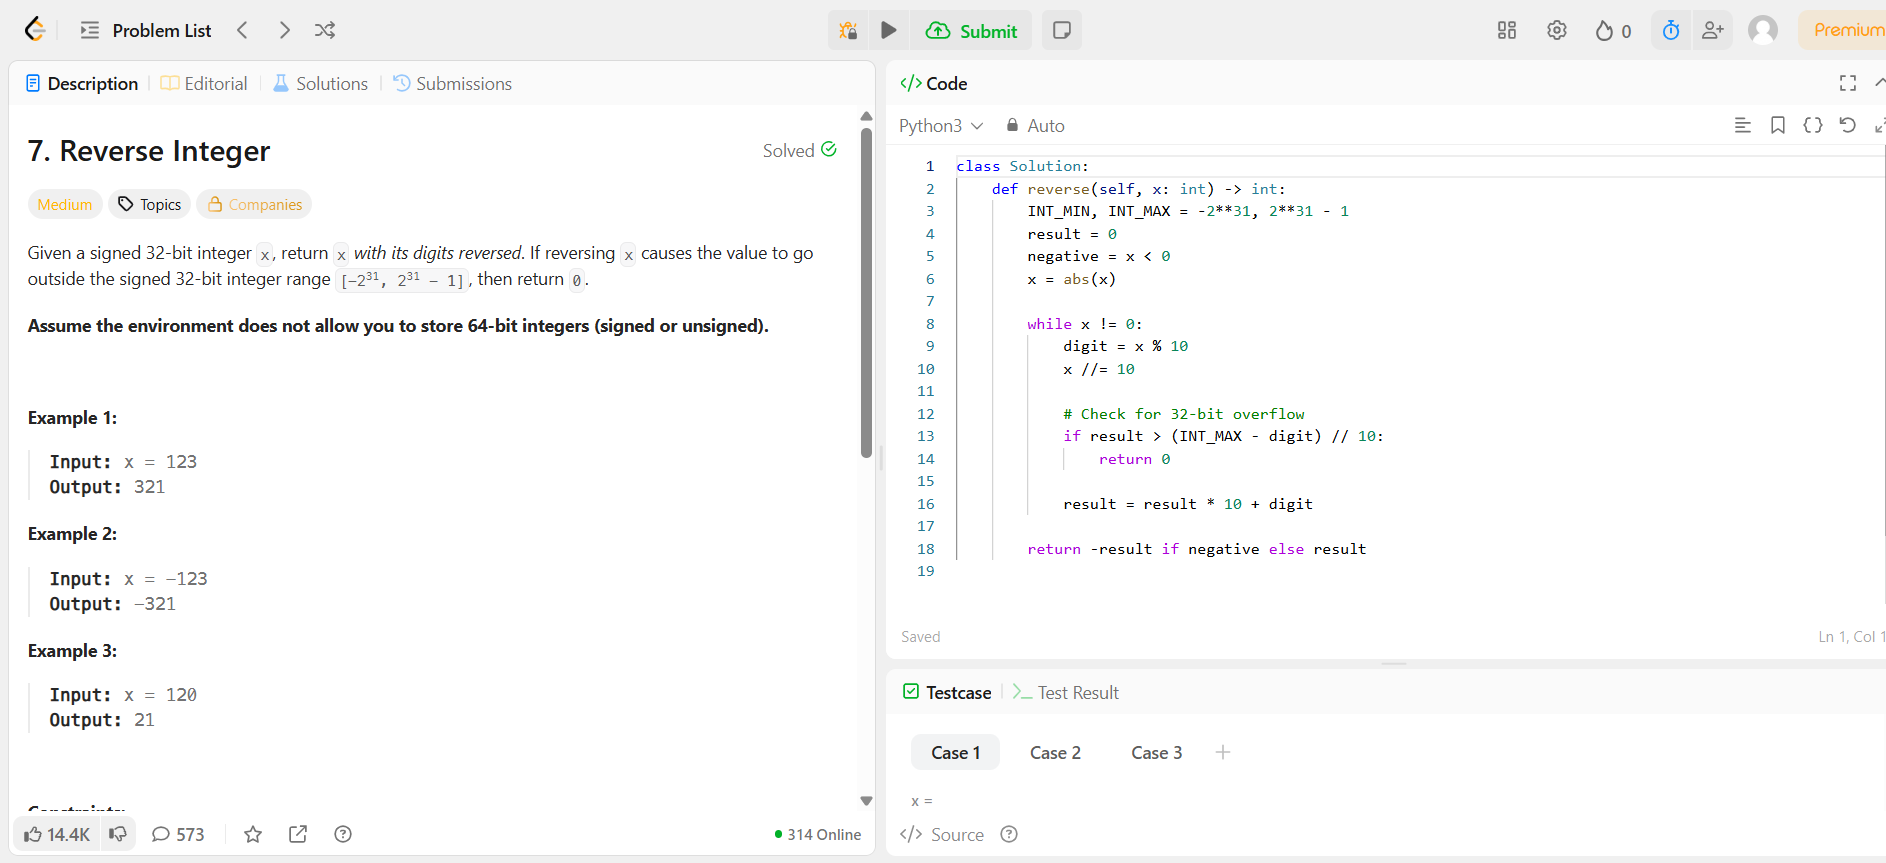 Problem List
Submit
0
Premium
Description
Editorial
Solutions
Submissions
7. Reverse Integer
Solved
Medium
Topics
Companies
Given a signed 32-bit integer x, return x with its digits reversed. If reversing x causes the value to go
outside the signed 32-bit integer range [-2³¹, 2³¹ - 1], then return 0.
Assume the environment does not allow you to store 64-bit integers (signed or unsigned).
Example 1:
Input: x = 123
Output: 321
Example 2:
Input: x = -123
Output: -321
Example 3:
Input: x = 120
Output: 21
Constraints:
14.4K
573
314 Online
</> Code
Python3
Auto
1 class Solution:
2 def reverse(self, x: int) -> int:
3 INT_MIN, INT_MAX = -2**31, 2**31 - 1
4 result = 0
5 negative = x < 0
6 x = abs(x)
7
8 while x != 0:
9 digit = x % 10
10 x //= 10
11
12 # Check for 32-bit overflow
13 if result > (INT_MAX - digit) // 10:
14 return 0
15
16 result = result * 10 + digit
17
18 return -result if negative else result
19
Saved
Ln 1, Col 1
Testcase
Test Result
Case 1
Case 2
Case 3
x =
</> Source